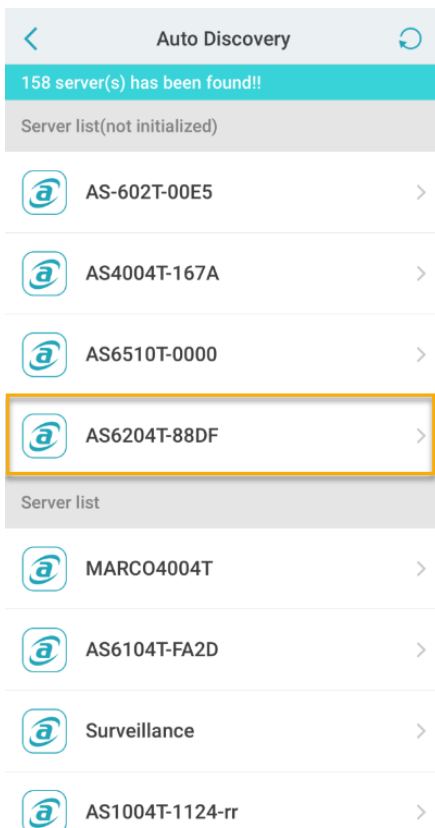 Auto Discovery
158 server(s) has been found!!
Server list(not initialized)
AS-602T-00E5
AS4004T-167A
AS6510T-0000
AS6204T-88DF
Server list
MARCO4004T
AS6104T-FA2D
Surveillance
AS1004T-1124-rr